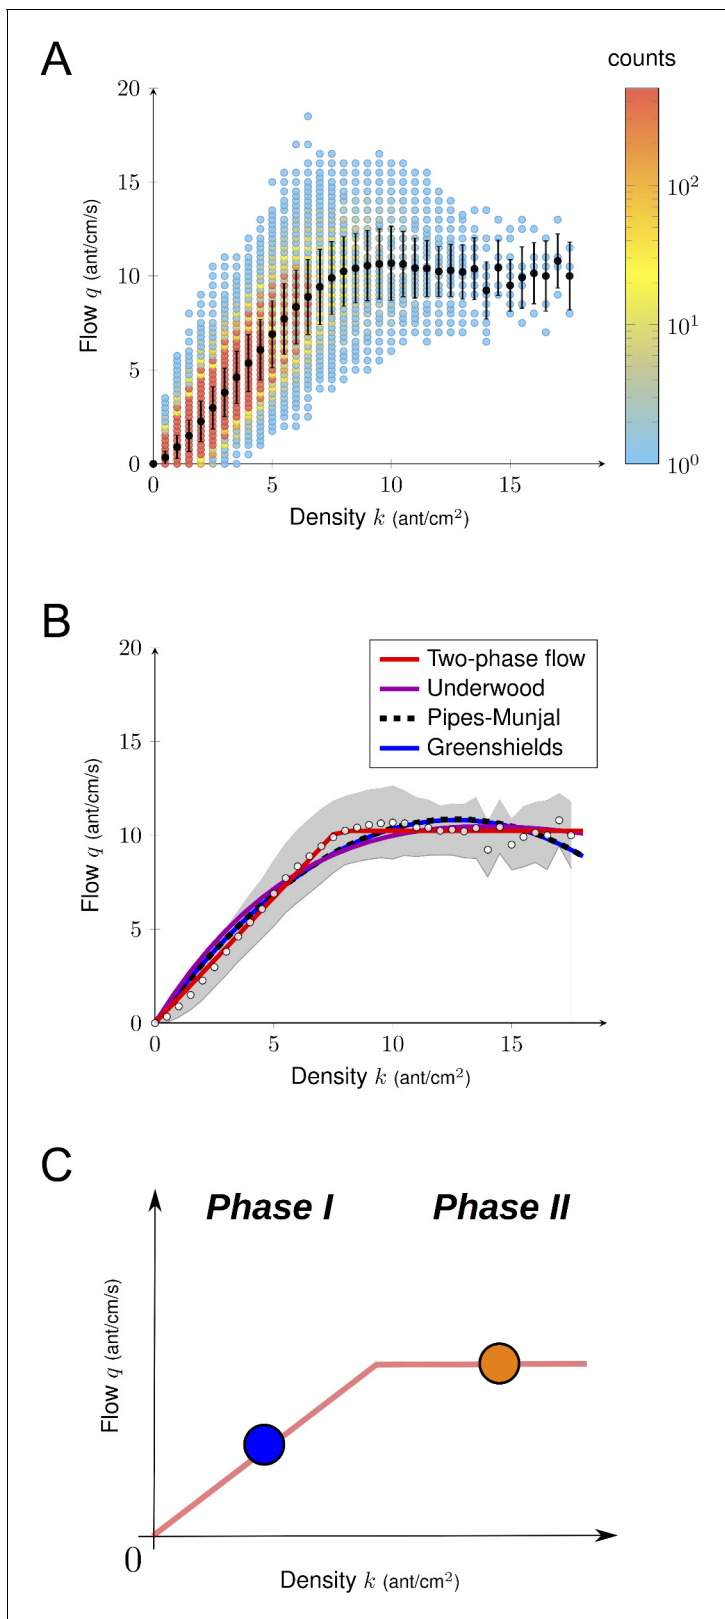 A
counts
20
15
10
5
0
Flow q (ant/cm/s)
10²
10¹
10⁰
0 5 10 15
Density k (ant/cm²)
B
20
15
10
5
0
Flow q (ant/cm/s)
Two-phase flow
Underwood
Pipes-Munjal
Greenshields
0 5 10 15
Density k (ant/cm²)
C
Phase I Phase II
Flow q (ant/cm/s)
0
Density k (ant/cm²)